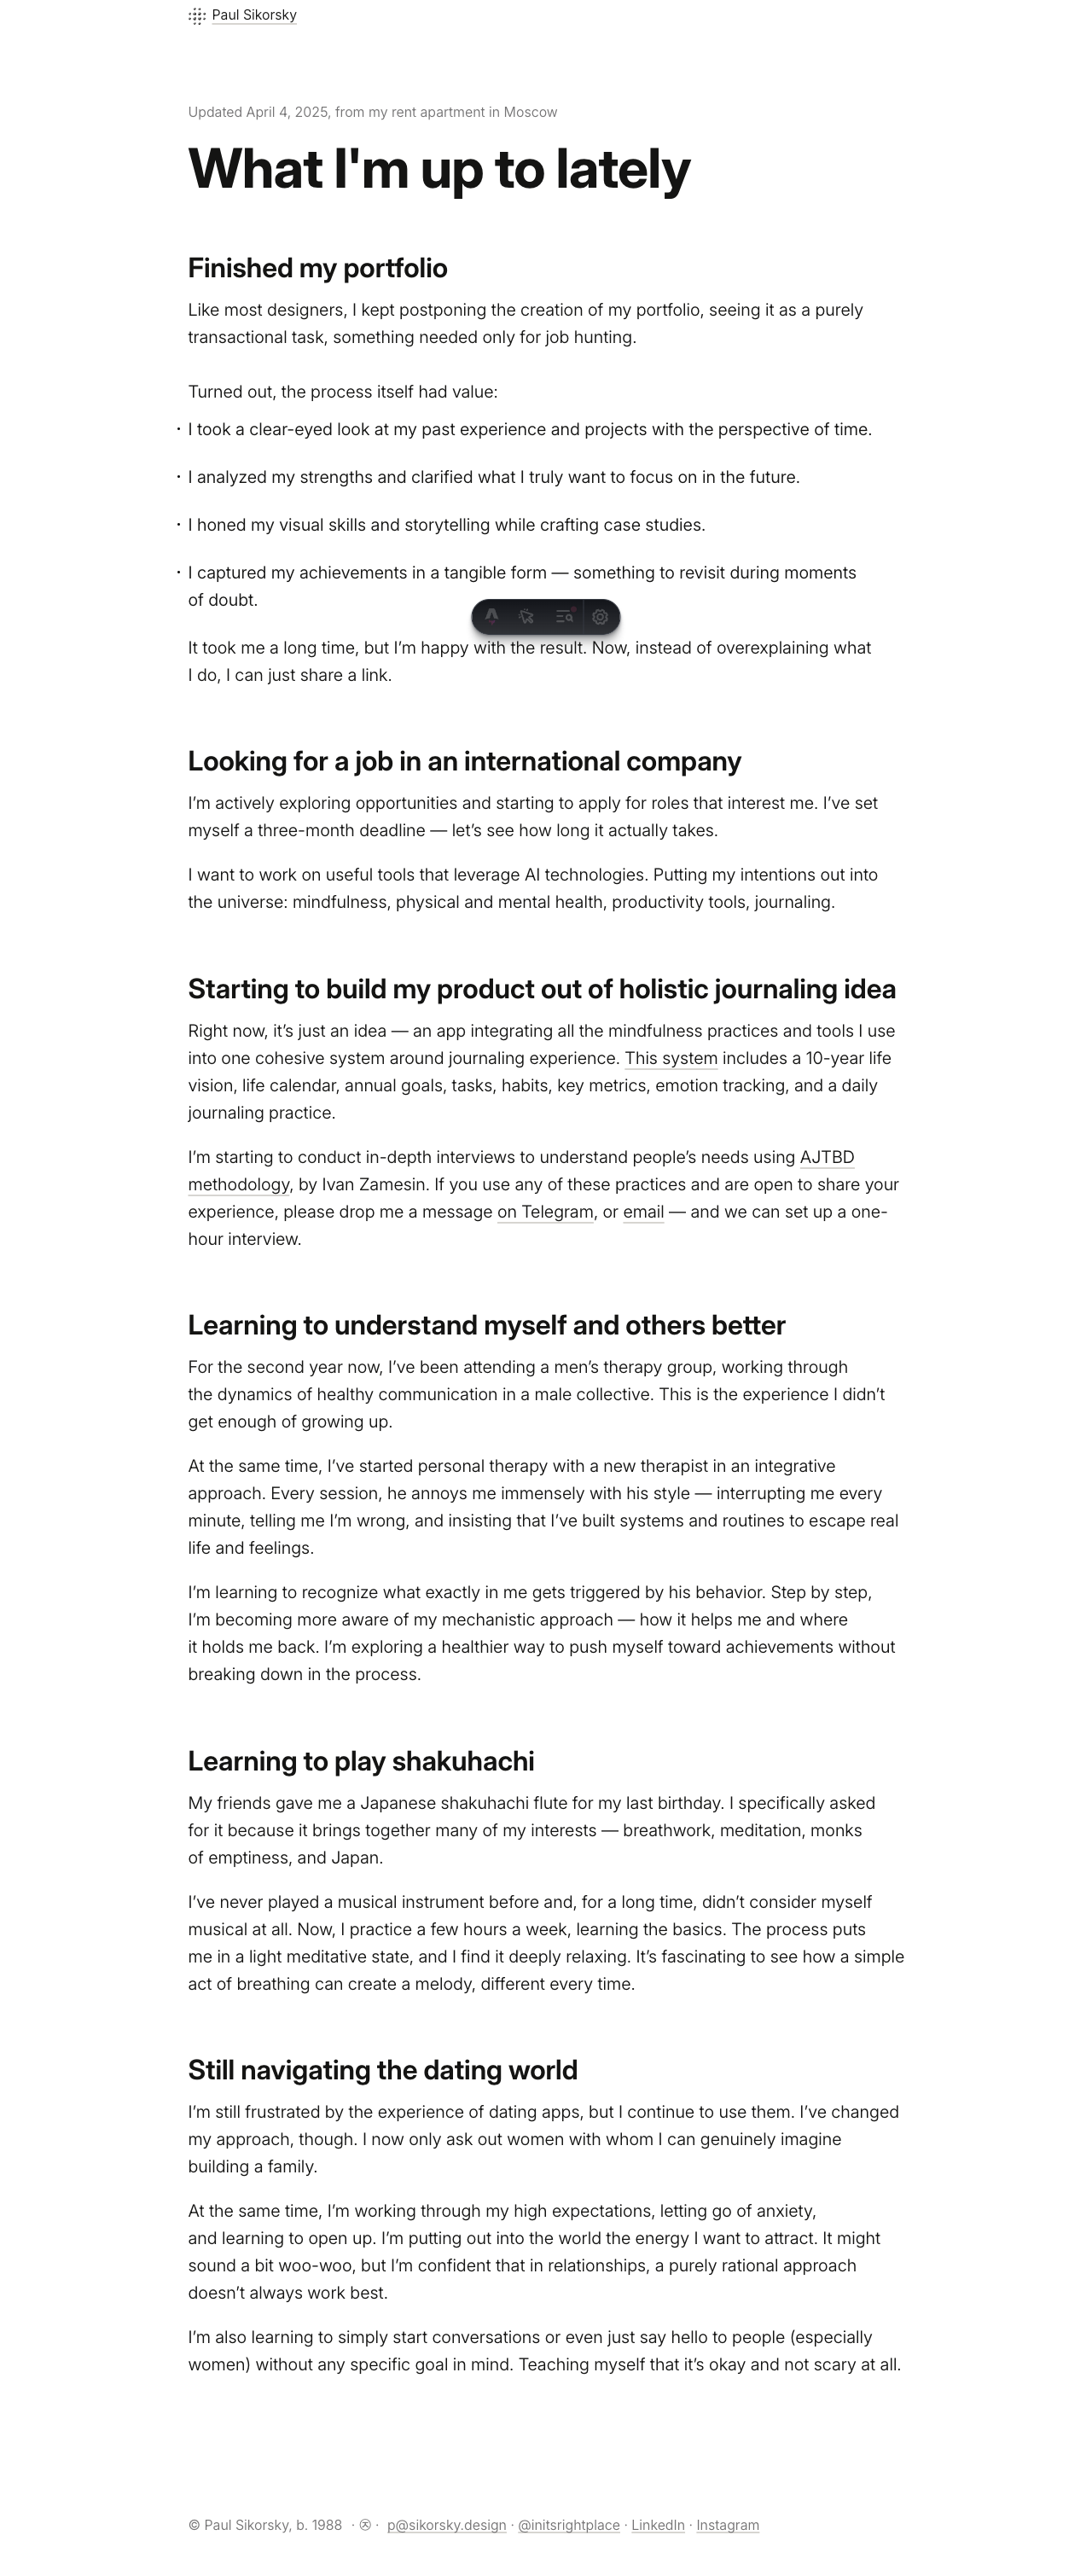 Paul Sikorsky
Updated April 4, 2025, from my rent apartment in Moscow
What I'm up to lately
Finished my portfolio
Like most designers, I kept postponing the creation of my portfolio, seeing it as a purely
transactional task, something needed only for job hunting.
Turned out, the process itself had value:
· I took a clear-eyed look at my past experience and projects with the perspective of time.
· I analyzed my strengths and clarified what I truly want to focus on in the future.
· I honed my visual skills and storytelling while crafting case studies.
· I captured my achievements in a tangible form — something to revisit during moments
of doubt.
It took me a long time, but I’m happy with the result. Now, instead of overexplaining what
I do, I can just share a link.
Looking for a job in an international company
I’m actively exploring opportunities and starting to apply for roles that interest me. I’ve set
myself a three-month deadline — let’s see how long it actually takes.
I want to work on useful tools that leverage AI technologies. Putting my intentions out into
the universe: mindfulness, physical and mental health, productivity tools, journaling.
Starting to build my product out of holistic journaling idea
Right now, it’s just an idea — an app integrating all the mindfulness practices and tools I use
into one cohesive system around journaling experience. This system includes a 10-year life
vision, life calendar, annual goals, tasks, habits, key metrics, emotion tracking, and a daily
journaling practice.
I’m starting to conduct in-depth interviews to understand people’s needs using AJTBD
methodology, by Ivan Zamesin. If you use any of these practices and are open to share your
experience, please drop me a message on Telegram, or email — and we can set up a one-
hour interview.
Learning to understand myself and others better
For the second year now, I’ve been attending a men’s therapy group, working through
the dynamics of healthy communication in a male collective. This is the experience I didn’t
get enough of growing up.
At the same time, I’ve started personal therapy with a new therapist in an integrative
approach. Every session, he annoys me immensely with his style — interrupting me every
minute, telling me I’m wrong, and insisting that I’ve built systems and routines to escape real
life and feelings.
I’m learning to recognize what exactly in me gets triggered by his behavior. Step by step,
I’m becoming more aware of my mechanistic approach — how it helps me and where
it holds me back. I’m exploring a healthier way to push myself toward achievements without
breaking down in the process.
Learning to play shakuhachi
My friends gave me a Japanese shakuhachi flute for my last birthday. I specifically asked
for it because it brings together many of my interests — breathwork, meditation, monks
of emptiness, and Japan.
I’ve never played a musical instrument before and, for a long time, didn’t consider myself
musical at all. Now, I practice a few hours a week, learning the basics. The process puts
me in a light meditative state, and I find it deeply relaxing. It’s fascinating to see how a simple
act of breathing can create a melody, different every time.
Still navigating the dating world
I’m still frustrated by the experience of dating apps, but I continue to use them. I’ve changed
my approach, though. I now only ask out women with whom I can genuinely imagine
building a family.
At the same time, I’m working through my high expectations, letting go of anxiety,
and learning to open up. I’m putting out into the world the energy I want to attract. It might
sound a bit woo-woo, but I’m confident that in relationships, a purely rational approach
doesn’t always work best.
I’m also learning to simply start conversations or even just say hello to people (especially
women) without any specific goal in mind. Teaching myself that it’s okay and not scary at all.
© Paul Sikorsky, b. 1988 · · p@sikorsky.design · @initsrightplace · LinkedIn · Instagram